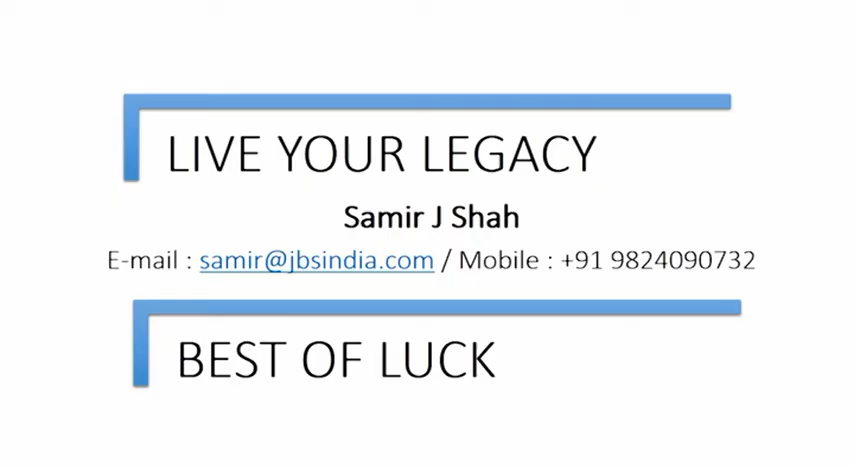 LIVE YOUR LEGACY
Samir J Shah
E-mail : samir@jbsindia.com / Mobile : +91 9824090732
BEST OF LUCK